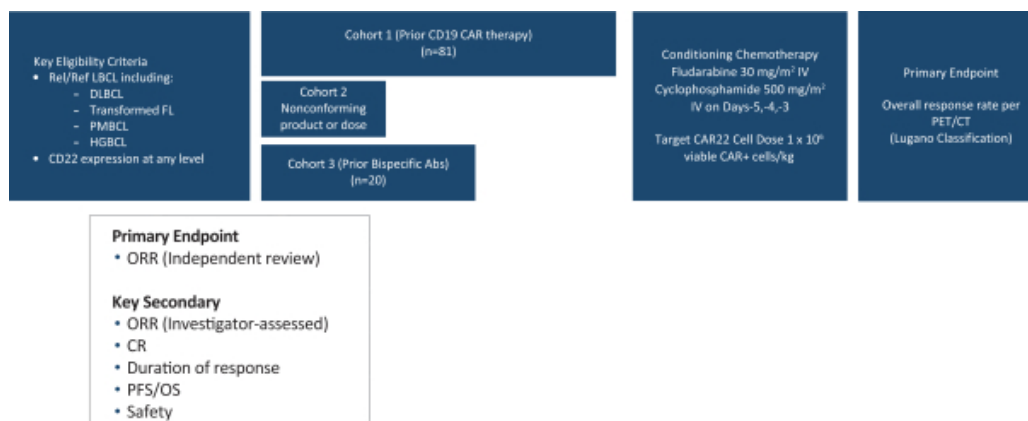 Key Eligibility Criteria
• Rel/Ref LBCL including:
– DLBCL
– Transformed FL
– PMBCL
– HGBCL
• CD22 expression at any level
Cohort 1 (Prior CD19 CAR therapy)
(n=81)
Cohort 2
Nonconforming
product or dose
Cohort 3 (Prior Bispecific Abs)
(n=20)
Conditioning Chemotherapy
Fludarabine 30 mg/m² IV
Cyclophosphamide 500 mg/m²
IV on Days-5,-4,-3
Target CAR22 Cell Dose 1 x 10⁶
viable CAR+ cells/kg
Primary Endpoint
Overall response rate per
PET/CT
(Lugano Classification)
Primary Endpoint
• ORR (Independent review)
Key Secondary
• ORR (Investigator-assessed)
• CR
• Duration of response
• PFS/OS
• Safety